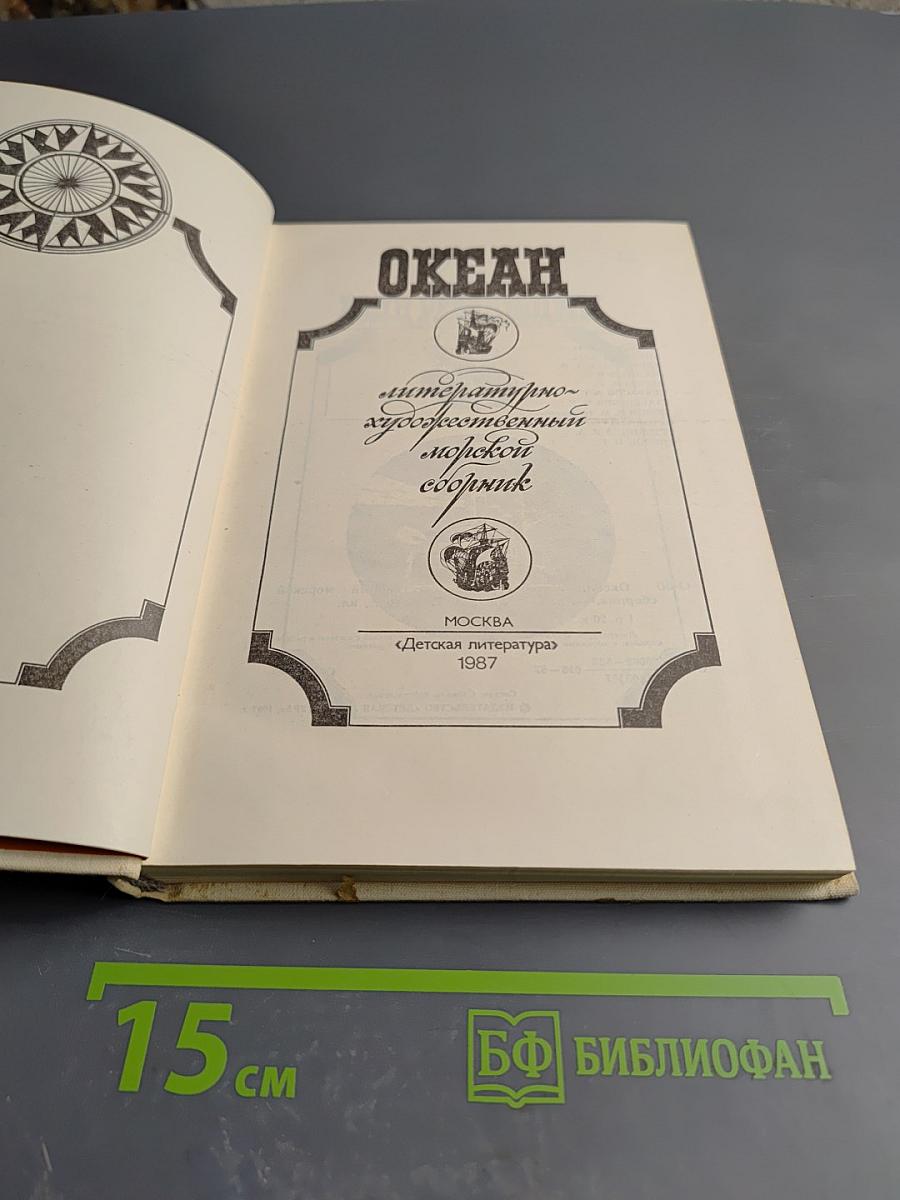 ОКЕАН
литературно-
художественный
морской
сборник
МОСКВА
«Детская литература»
1987
15 см
БФ БИБЛИОФАН